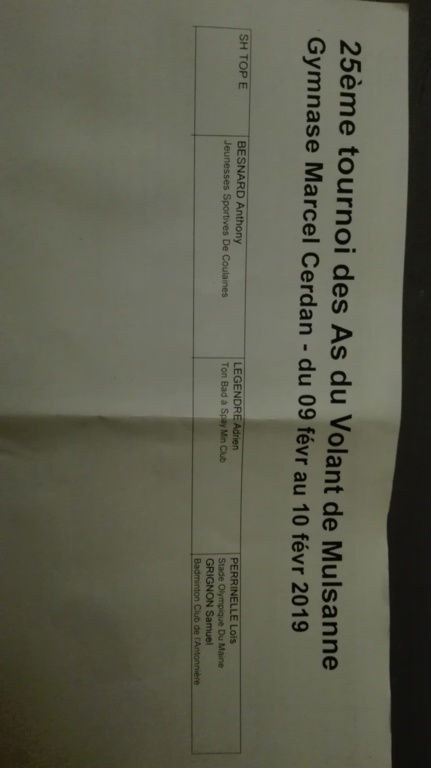 25ème tournoi des As du Volant de Mulsanne
Gymnase Marcel Cerdan - du 09 févr au 10 févr 2019
SH TOP E
BESNARD Anthony
Jeunesses Sportives De Coulaines
LEGENDRE Adrien
Ton Bad à Spay Min Club
PERRINELLE Loïs
Stade Olympique Du Maine
GRIGNON Samuel
Badminton Club de l'Antonnière